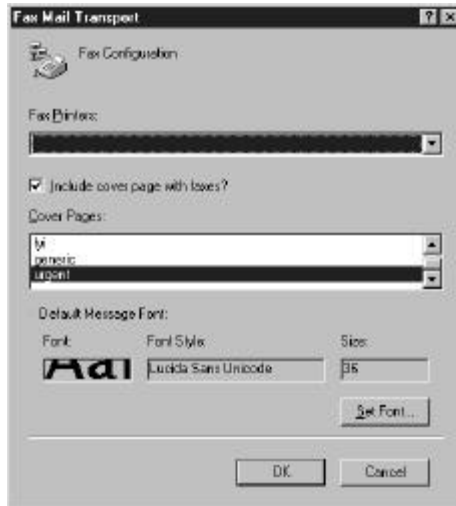 Fax Mail Transport
Fax Configuration
Fax Printers:
Include cover page with faxes?
Cover Pages:
fyi
generic
urgent
Default Message Font:
Font: Font Style: Size:
Lucida Sans Unicode 36
Set Font...
OK Cancel